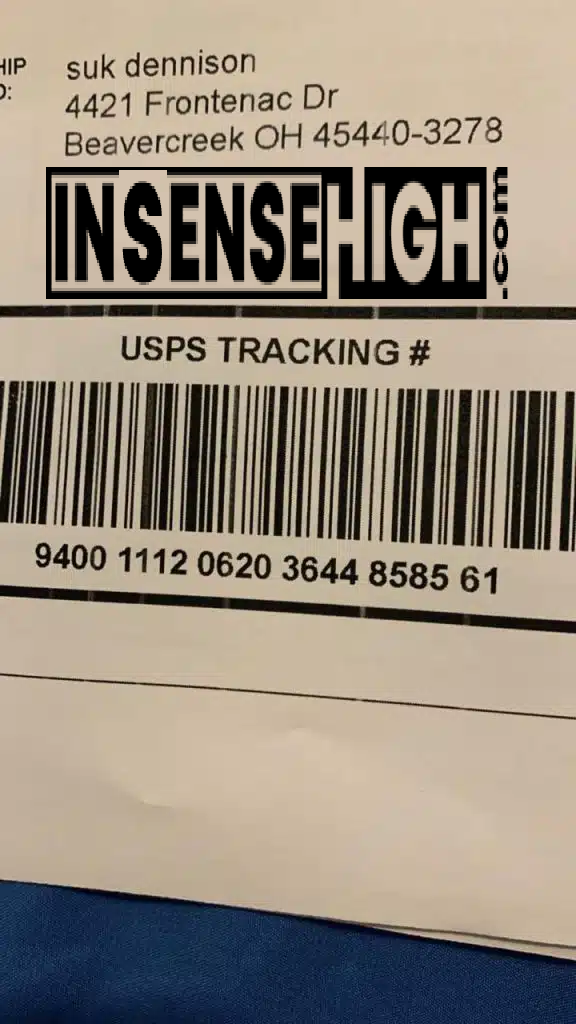 HIP suk dennison
O: 4421 Frontenac Dr
Beavercreek OH 45440-3278
INSENSEHIGH.com
USPS TRACKING #
9400 1112 0620 3644 8585 61